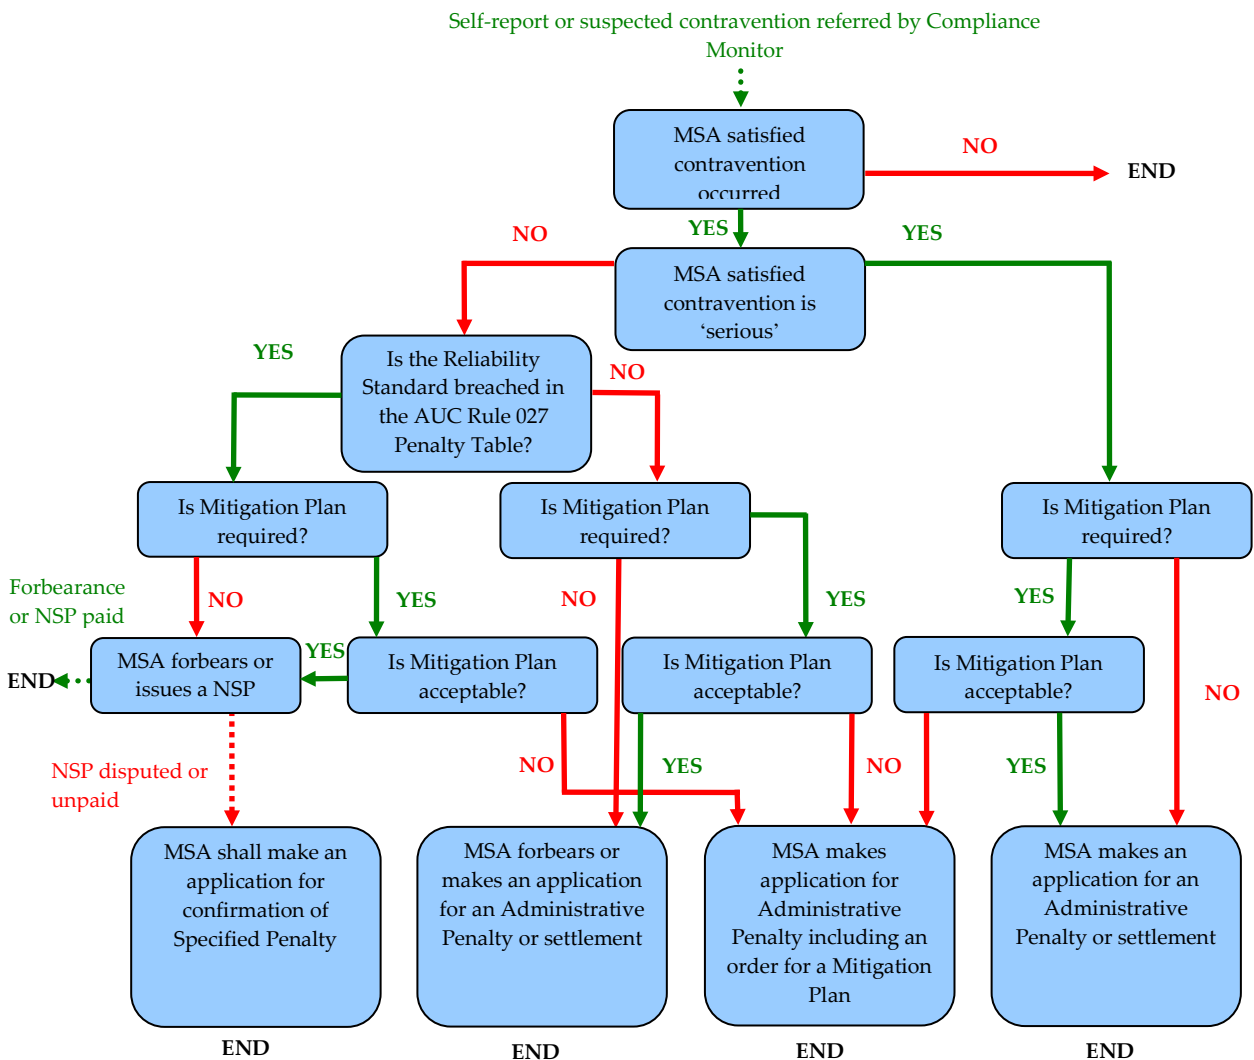 Self-report or suspected contravention referred by Compliance
Monitor
MSA satisfied
contravention
occurred
NO
END
YES
NO
YES
MSA satisfied
contravention is
‘serious’
YES
Is the Reliability
Standard breached in
the AUC Rule 027
Penalty Table?
NO
Is Mitigation Plan
required?
Is Mitigation Plan
required?
Is Mitigation Plan
required?
Forbearance
or NSP paid
NO
YES
NO
YES
YES
NO
END
MSA forbears or
issues a NSP
YES
Is Mitigation Plan
acceptable?
Is Mitigation Plan
acceptable?
Is Mitigation Plan
acceptable?
NSP disputed or
unpaid
NO
YES
NO
YES
MSA shall make an
application for
confirmation of
Specified Penalty
MSA forbears or
makes an application
for an Administrative
Penalty or settlement
MSA makes
application for
Administrative
Penalty including an
order for a Mitigation
Plan
MSA makes an
application for an
Administrative
Penalty or settlement
END
END
END
END